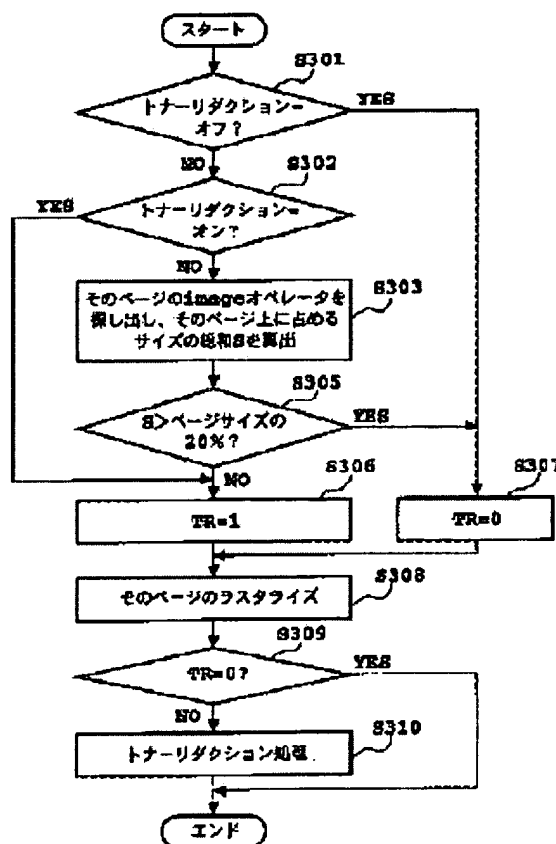 スタート
S301
トナーリダクション=
オフ?
YES
NO
S302
YES
トナーリダクション=
オン?
NO
S303
そのページのimageオペレータを
探し出し、そのページ上に占める
サイズの総和Sを算出
S305
S>ページサイズの
20%?
YES
NO
S306
TR=1
S307
TR=0
S308
そのページのラスタライズ
S309
TR=0?
YES
NO
S310
トナーリダクション処理
エンド